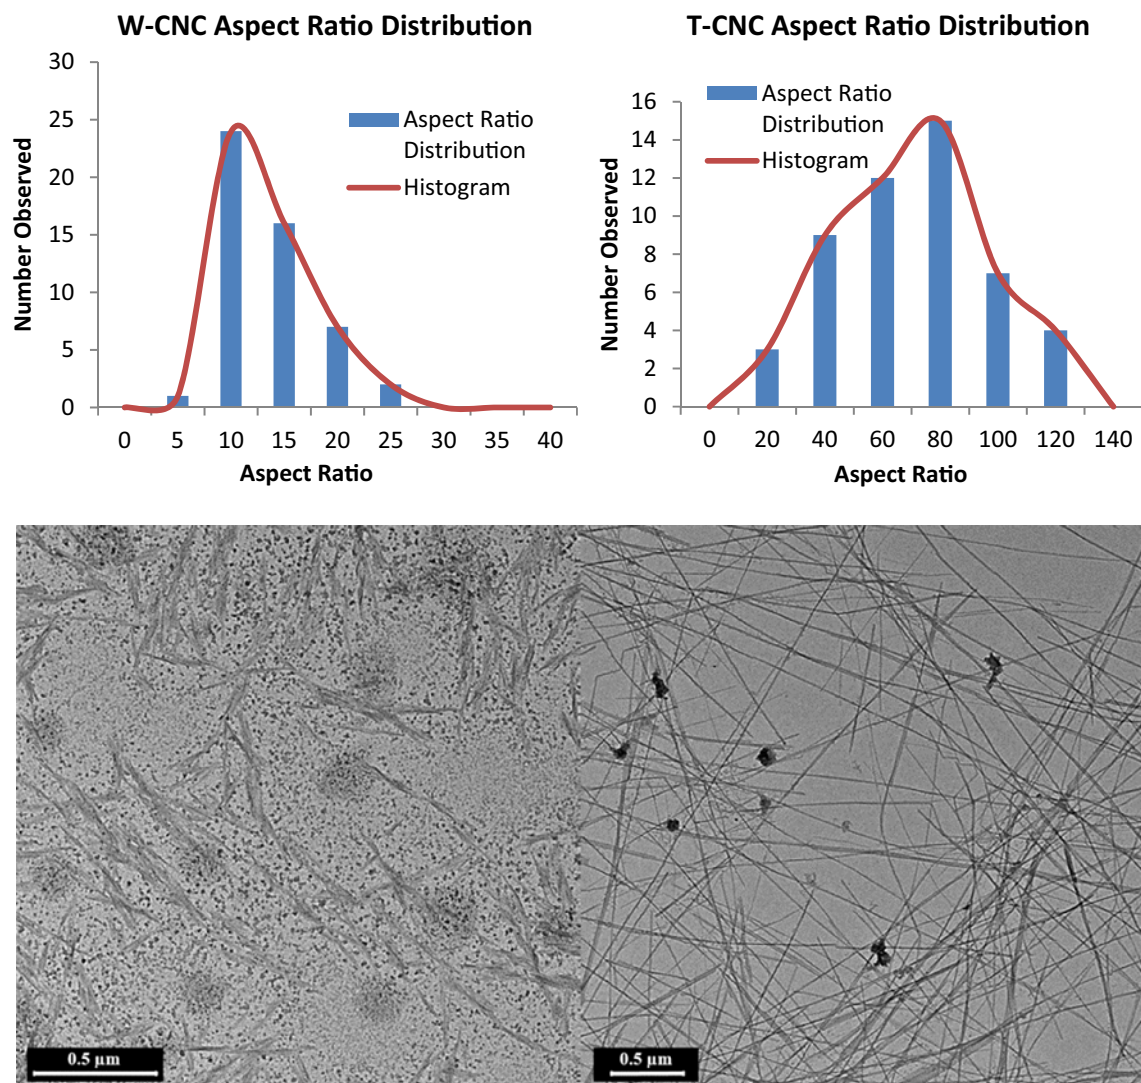 W-CNC Aspect Ratio Distribution
30
25
20
15
10
5
0
Number Observed
Aspect Ratio
Distribution
Histogram
0 5 10 15 20 25 30 35 40
Aspect Ratio
T-CNC Aspect Ratio Distribution
16
14
12
10
8
6
4
2
0
Number Observed
Aspect Ratio
Distribution
Histogram
0 20 40 60 80 100 120 140
Aspect Ratio
0.5 µm
0.5 µm